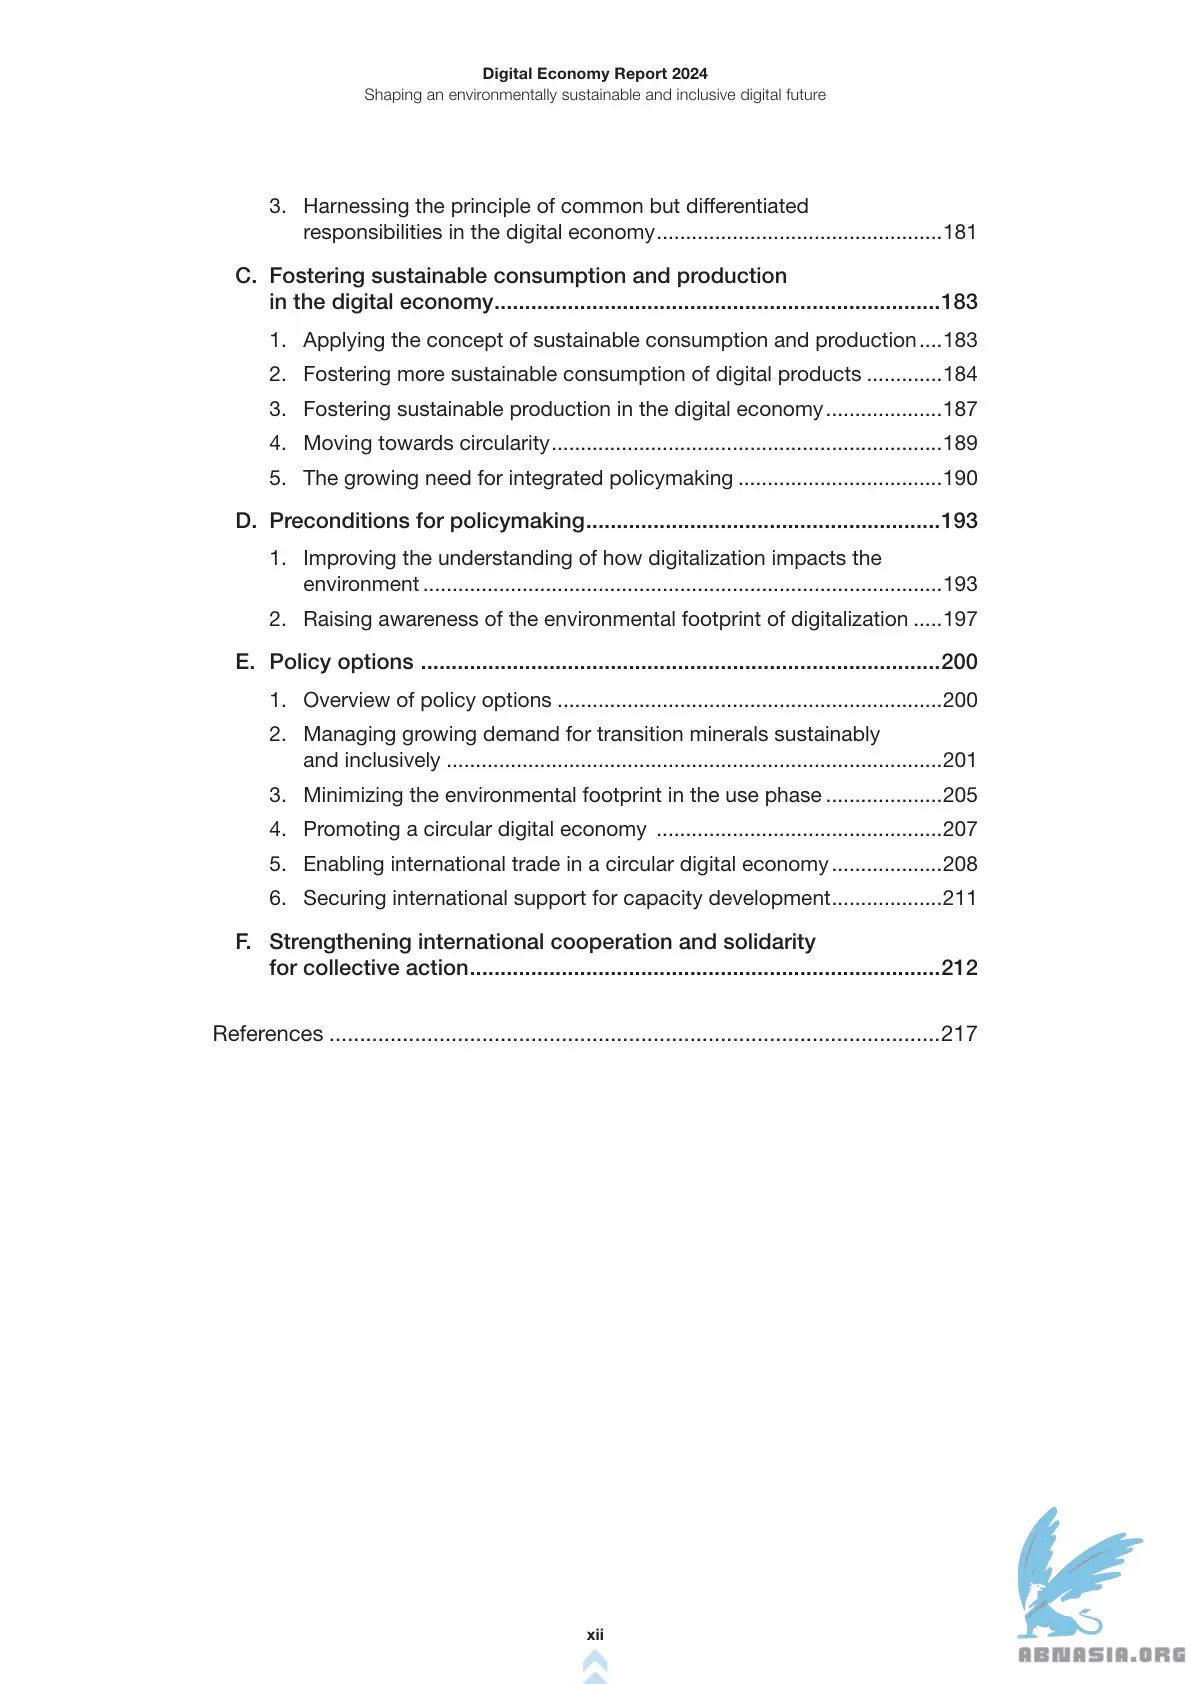 Digital Economy Report 2024
Shaping an environmentally sustainable and inclusive digital future
3. Harnessing the principle of common but differentiated
responsibilities in the digital economy.................................................181
C. Fostering sustainable consumption and production
in the digital economy.........................................................................183
1. Applying the concept of sustainable consumption and production....183
2. Fostering more sustainable consumption of digital products .............184
3. Fostering sustainable production in the digital economy....................187
4. Moving towards circularity...................................................................189
5. The growing need for integrated policymaking ...................................190
D. Preconditions for policymaking..........................................................193
1. Improving the understanding of how digitalization impacts the
environment.........................................................................................193
2. Raising awareness of the environmental footprint of digitalization .....197
E. Policy options .....................................................................................200
1. Overview of policy options ..................................................................200
2. Managing growing demand for transition minerals sustainably
and inclusively .....................................................................................201
3. Minimizing the environmental footprint in the use phase....................205
4. Promoting a circular digital economy .................................................207
5. Enabling international trade in a circular digital economy...................208
6. Securing international support for capacity development...................211
F. Strengthening international cooperation and solidarity
for collective action.............................................................................212
References ....................................................................................................217
xii
ABNASIA.ORG